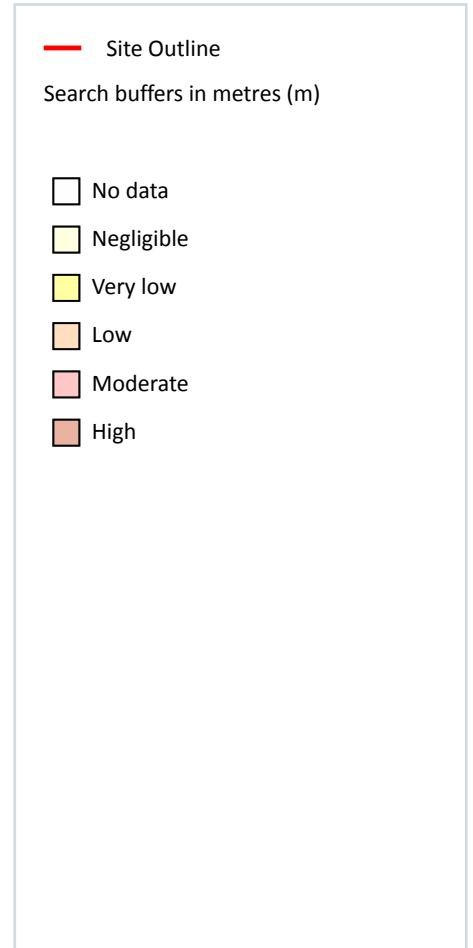 Site Outline
Search buffers in metres (m)
No data
Negligible
Very low
Low
Moderate
High